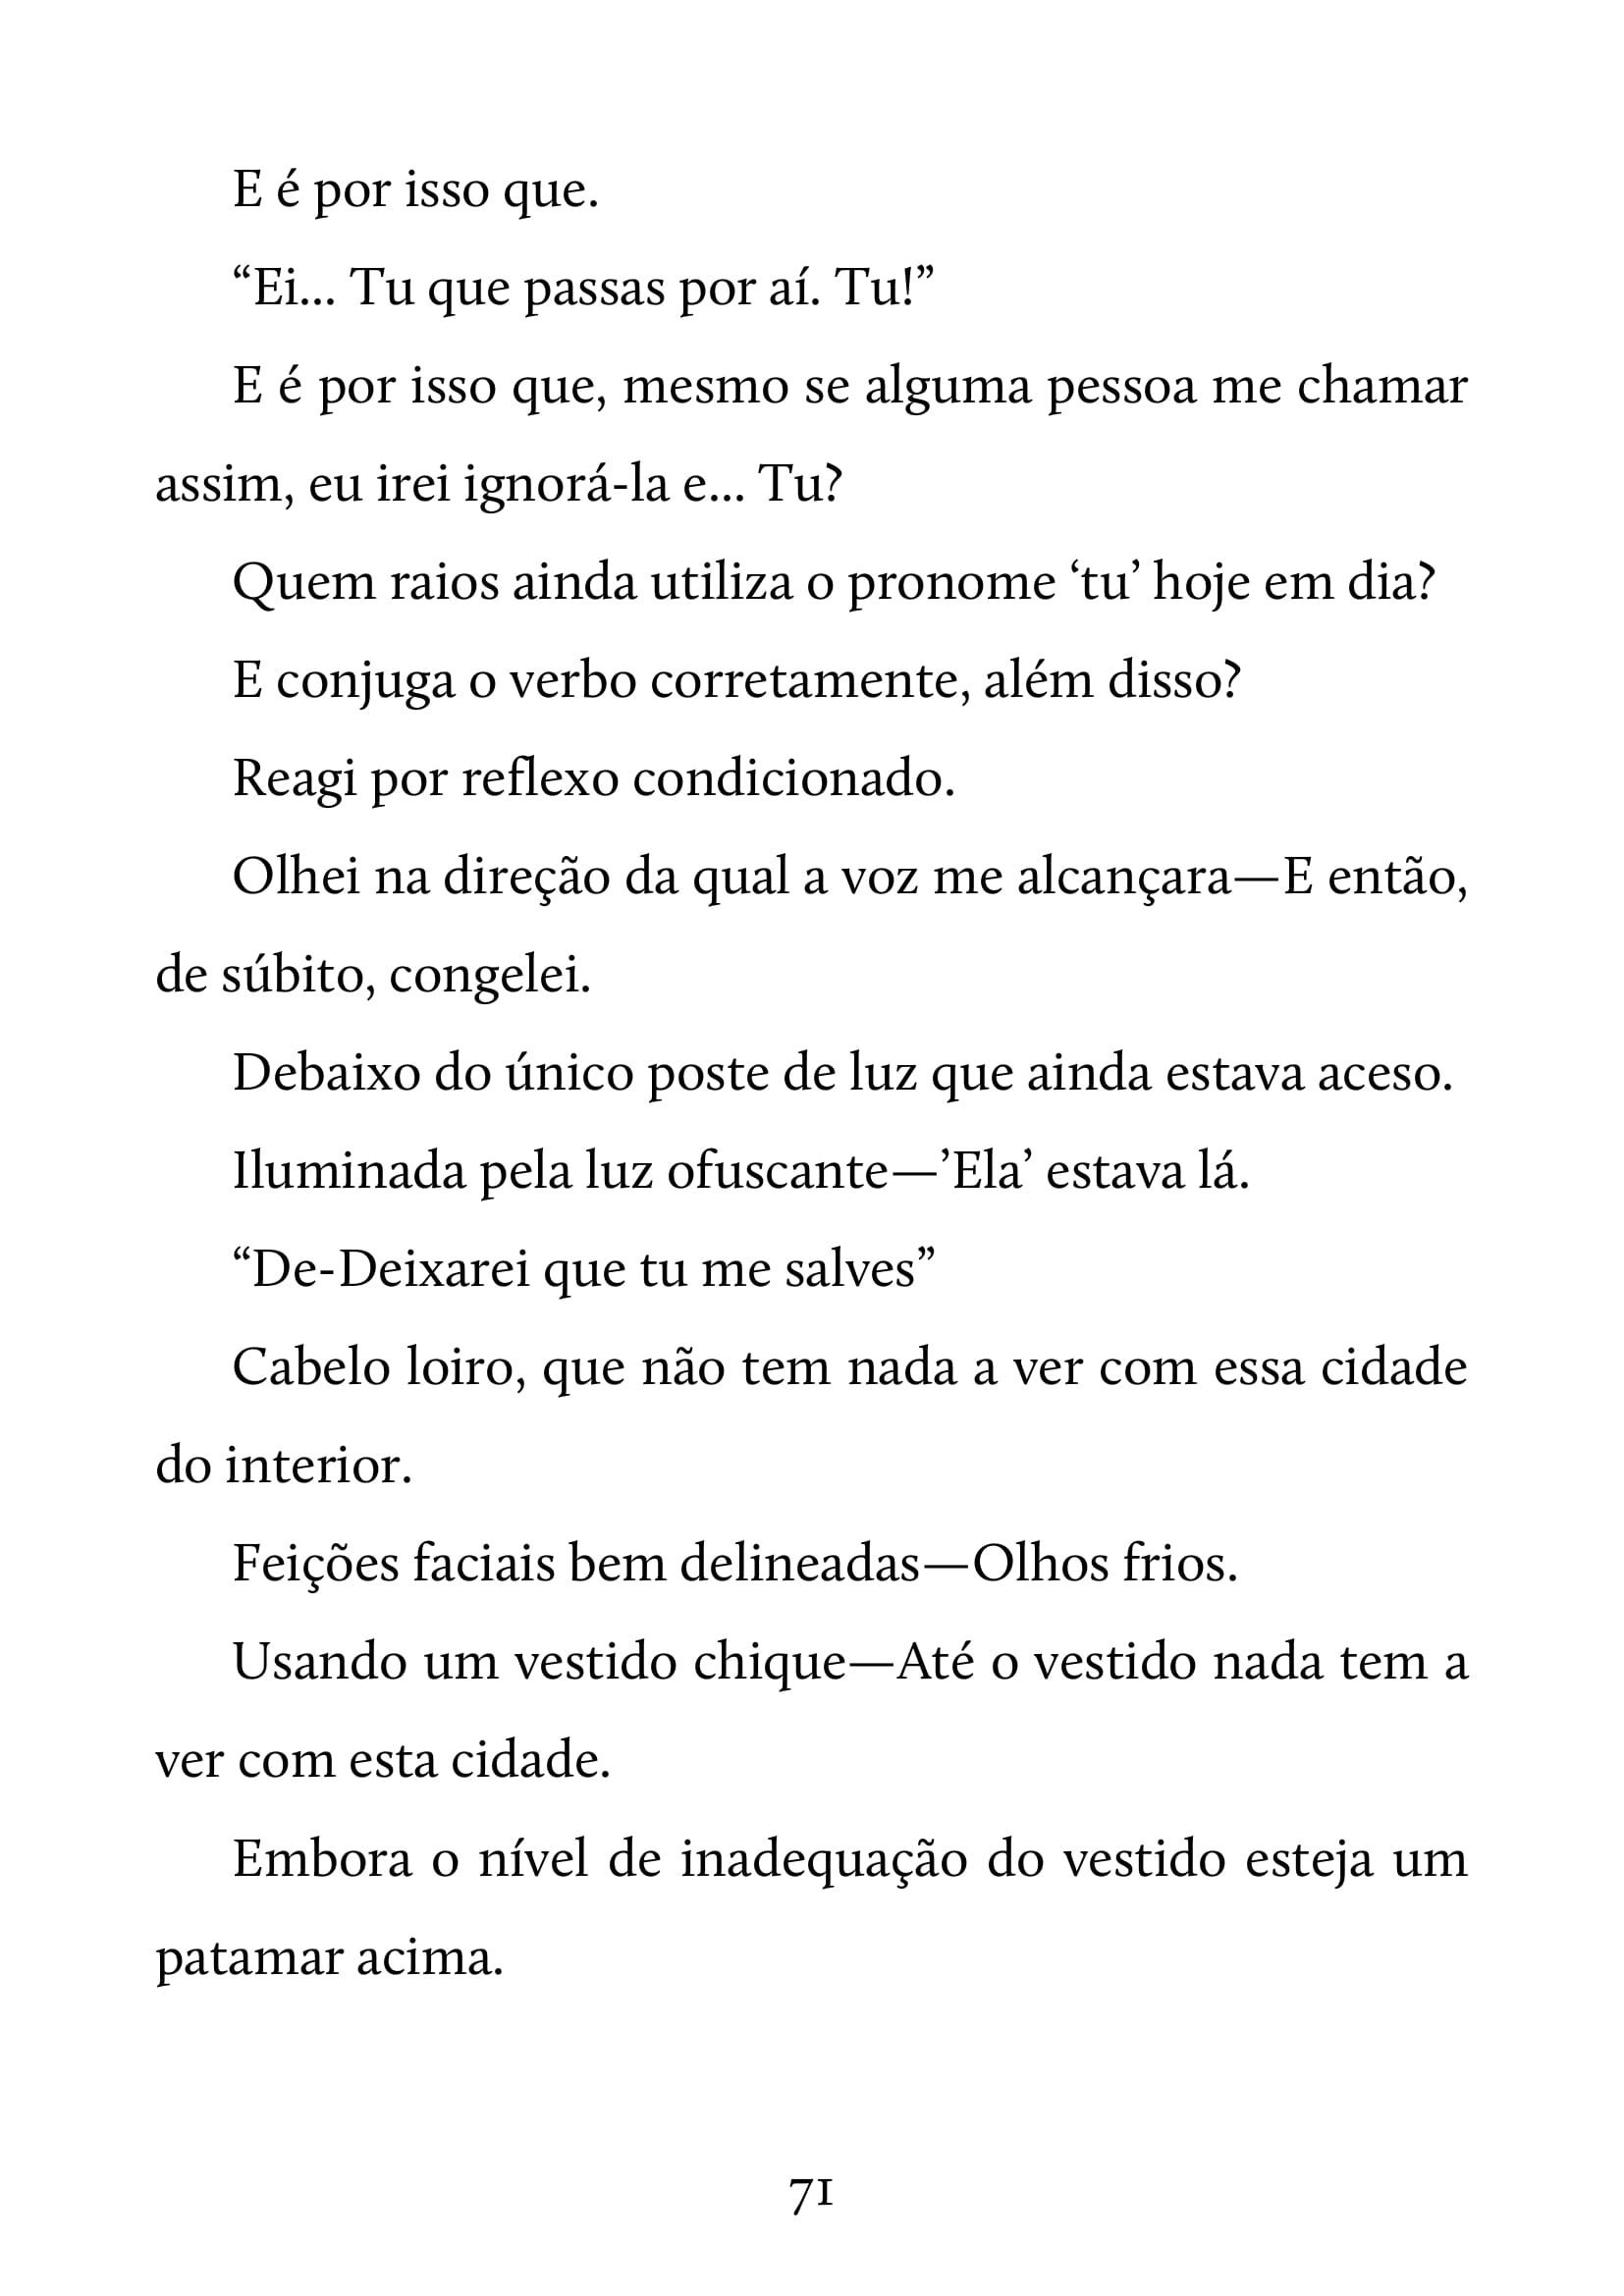 E é por isso que.
“Ei... Tu que passas por aí. Tu!”
E é por isso que, mesmo se alguma pessoa me chamar
assim, eu irei ignorá-la e... Tu?
Quem raios ainda utiliza o pronome ‘tu’ hoje em dia?
E conjuga o verbo corretamente, além disso?
Reagi por reflexo condicionado.
Olhei na direção da qual a voz me alcançara—E então,
de súbito, congelei.
Debaixo do único poste de luz que ainda estava aceso.
Iluminada pela luz ofuscante—’Ela’ estava lá.
“De-Deixarei que tu me salves”
Cabelo loiro, que não tem nada a ver com essa cidade
do interior.
Feições faciais bem delineadas—Olhos frios.
Usando um vestido chique—Até o vestido nada tem a
ver com esta cidade.
Embora o nível de inadequação do vestido esteja um
patamar acima.
71